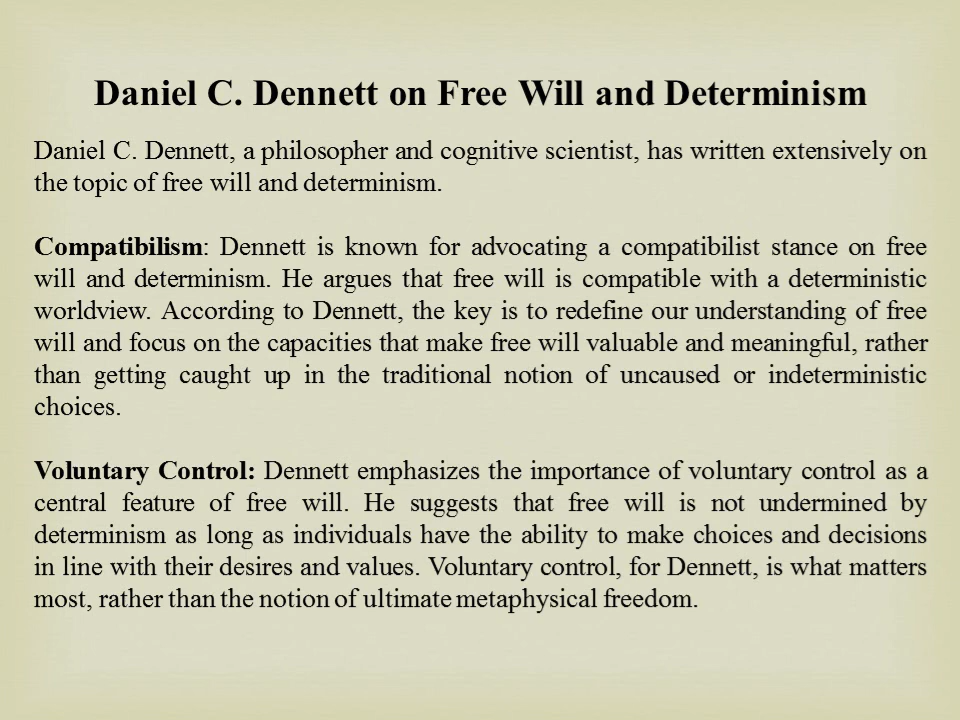 Daniel C. Dennett on Free Will and Determinism
Daniel C. Dennett, a philosopher and cognitive scientist, has written extensively on
the topic of free will and determinism.
Compatibilism: Dennett is known for advocating a compatibilist stance on free
will and determinism. He argues that free will is compatible with a deterministic
worldview. According to Dennett, the key is to redefine our understanding of free
will and focus on the capacities that make free will valuable and meaningful, rather
than getting caught up in the traditional notion of uncaused or indeterministic
choices.
Voluntary Control: Dennett emphasizes the importance of voluntary control as a
central feature of free will. He suggests that free will is not undermined by
determinism as long as individuals have the ability to make choices and decisions
in line with their desires and values. Voluntary control, for Dennett, is what matters
most, rather than the notion of ultimate metaphysical freedom.